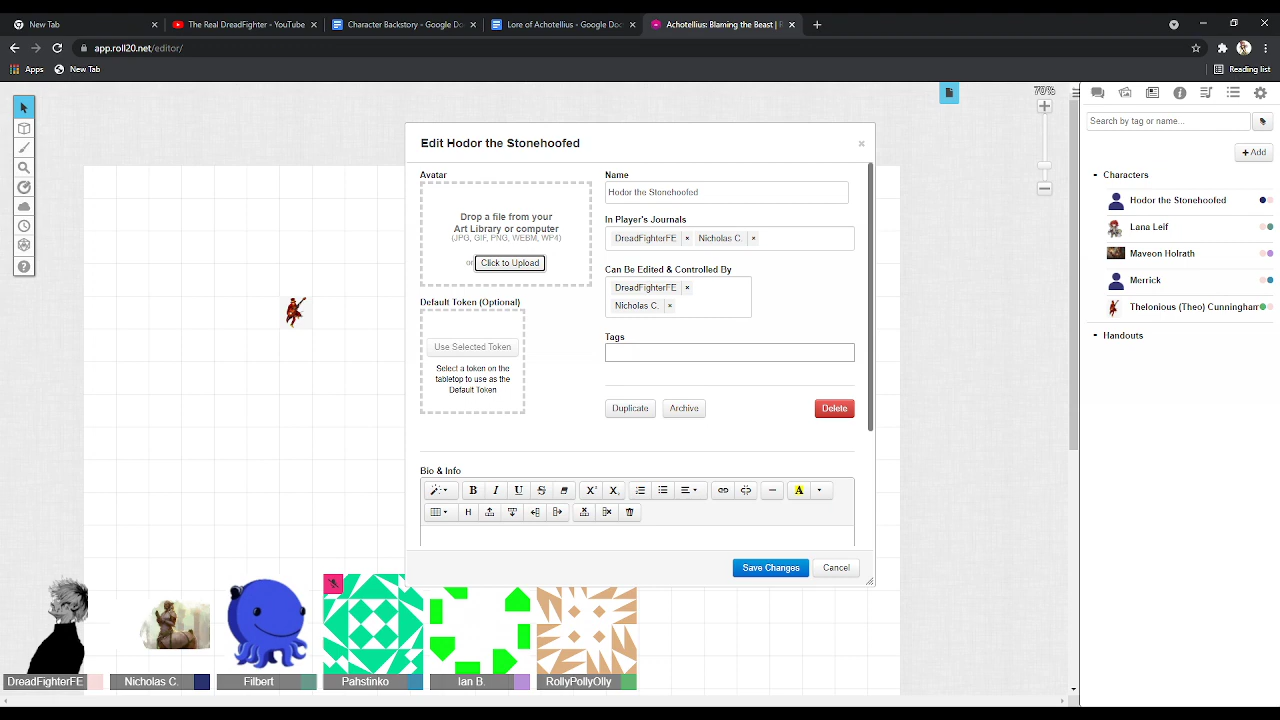 New Tab
The Real DreadFighter - YouTube
Character Backstory - Google Do
Lore of Achotellius - Google Doc
Achotellius: Blaming the Beast |
app.roll20.net/editor/
Apps
New Tab
Reading list
70%
Search by tag or name...
+ Add
Characters
Hodor the Stonehoofed
Lana Leif
Maveon Holrath
Merrick
Thelonious (Theo) Cunningham
Handouts
Edit Hodor the Stonehoofed
×
Avatar
Drop a file from your
Art Library or computer
(JPG, GIF, PNG, WEBM, WP4)
or Click to Upload
Default Token (Optional)
Use Selected Token
Select a token on the
tabletop to use as the
Default Token
Name
Hodor the Stonehoofed
In Player's Journals
DreadFighterFE × Nicholas C. ×
Can Be Edited & Controlled By
DreadFighterFE ×
Nicholas C. ×
Tags
Duplicate Archive Delete
Bio & Info
B I U S X² X, A
H
Save Changes Cancel
DreadFighterFE
Nicholas C.
Filbert
Pahstinko
Ian B.
RollyPollyOlly